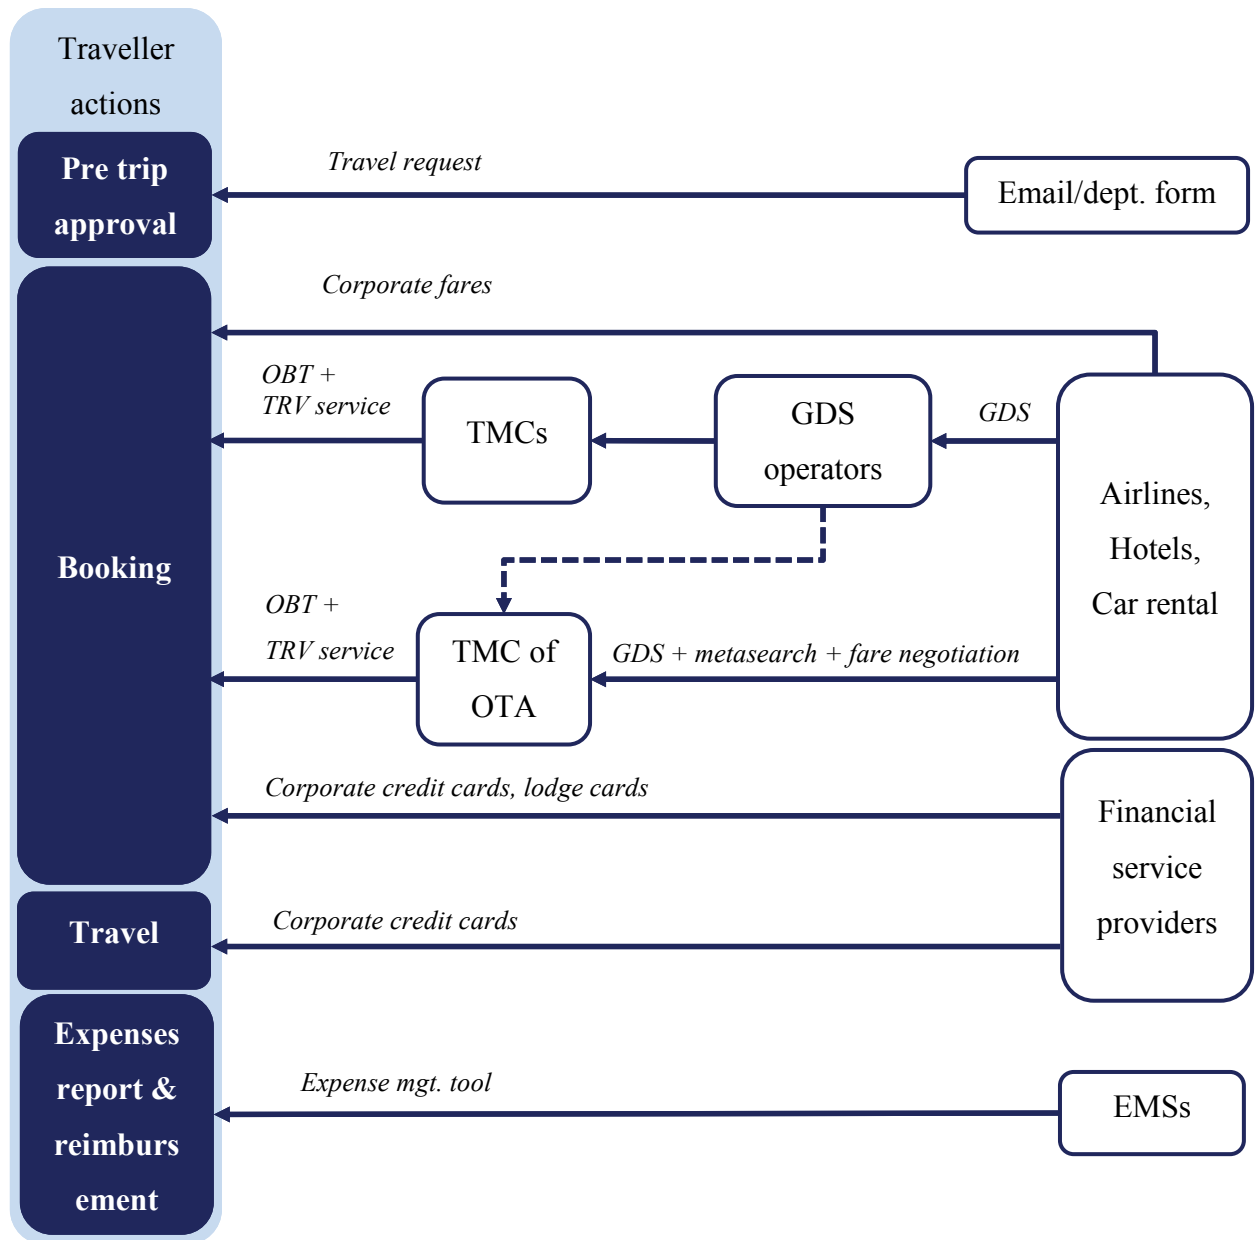 Traveller
actions
Pre trip
approval
Travel request
Email/dept. form
Corporate fares
OBT +
TRV service
TMCs
GDS
operators
GDS
Airlines,
Hotels,
Car rental
Booking
OBT +
TRV service
TMC of
OTA
GDS + metasearch + fare negotiation
Corporate credit cards, lodge cards
Financial
service
providers
Travel
Corporate credit cards
Expenses
report &
reimburs
ement
Expense mgt. tool
EMSs